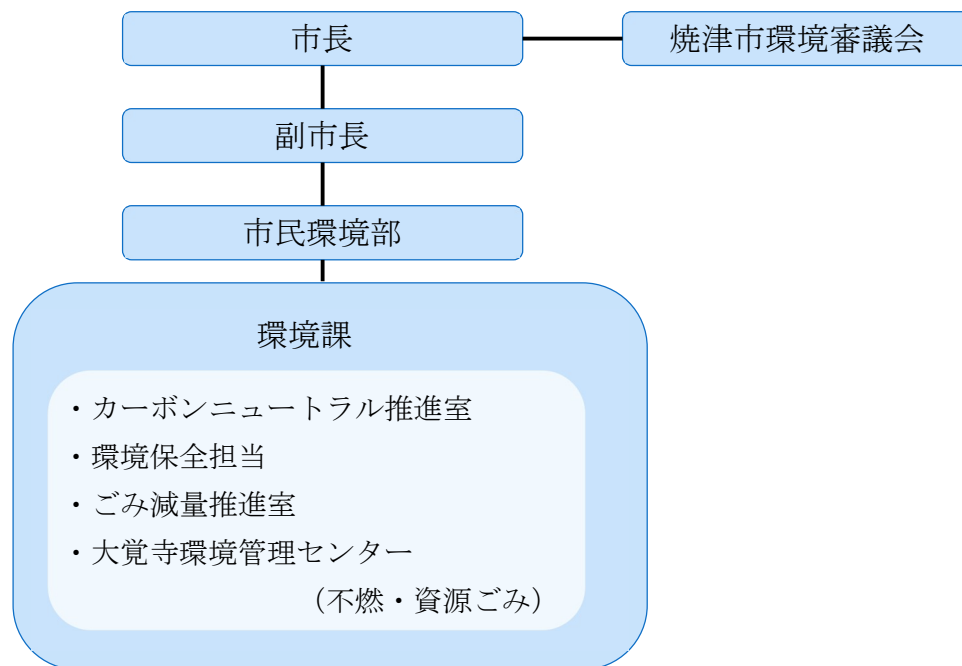 市長
焼津市環境審議会
副市長
市民環境部
環境課
・カーボンニュートラル推進室
・環境保全担当
・ごみ減量推進室
・大覚寺環境管理センター
（不燃・資源ごみ）